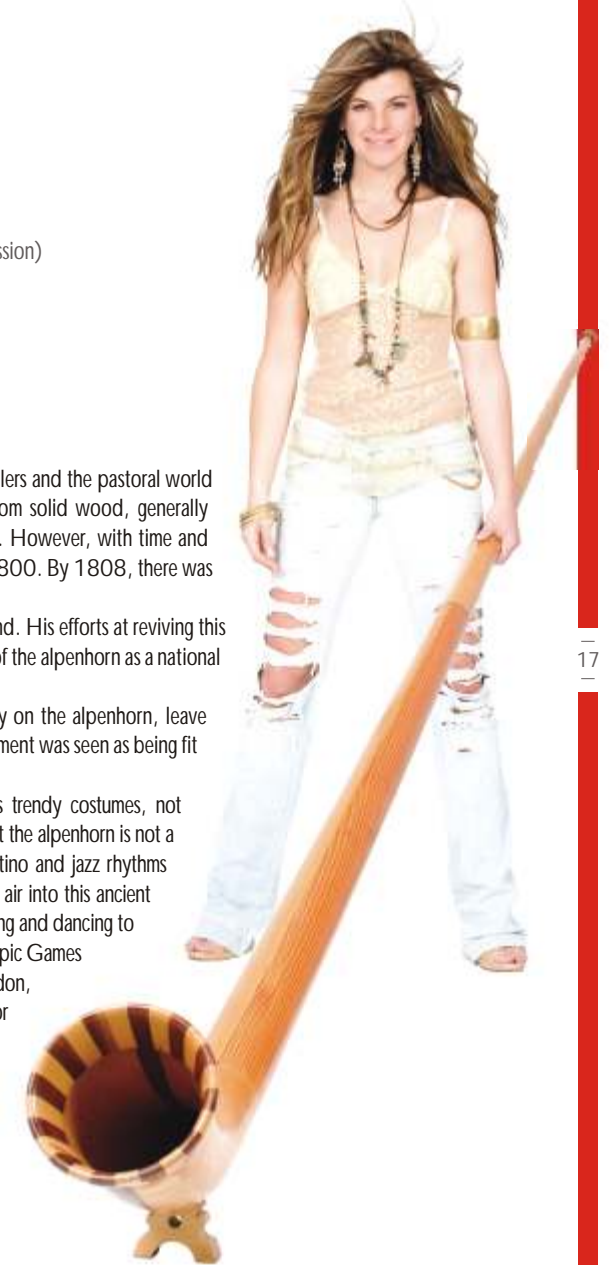 ssion)
lers and the pastoral world
om solid wood, generally
. However, with time and
800. By 1808, there was
nd. His efforts at reviving this
of the alpenhorn as a national
17
y on the alpenhorn, leave
ment was seen as being fit
s trendy costumes, not
t the alpenhorn is not a
tino and jazz rhythms
air into this ancient
ng and dancing to
pic Games
don,
or